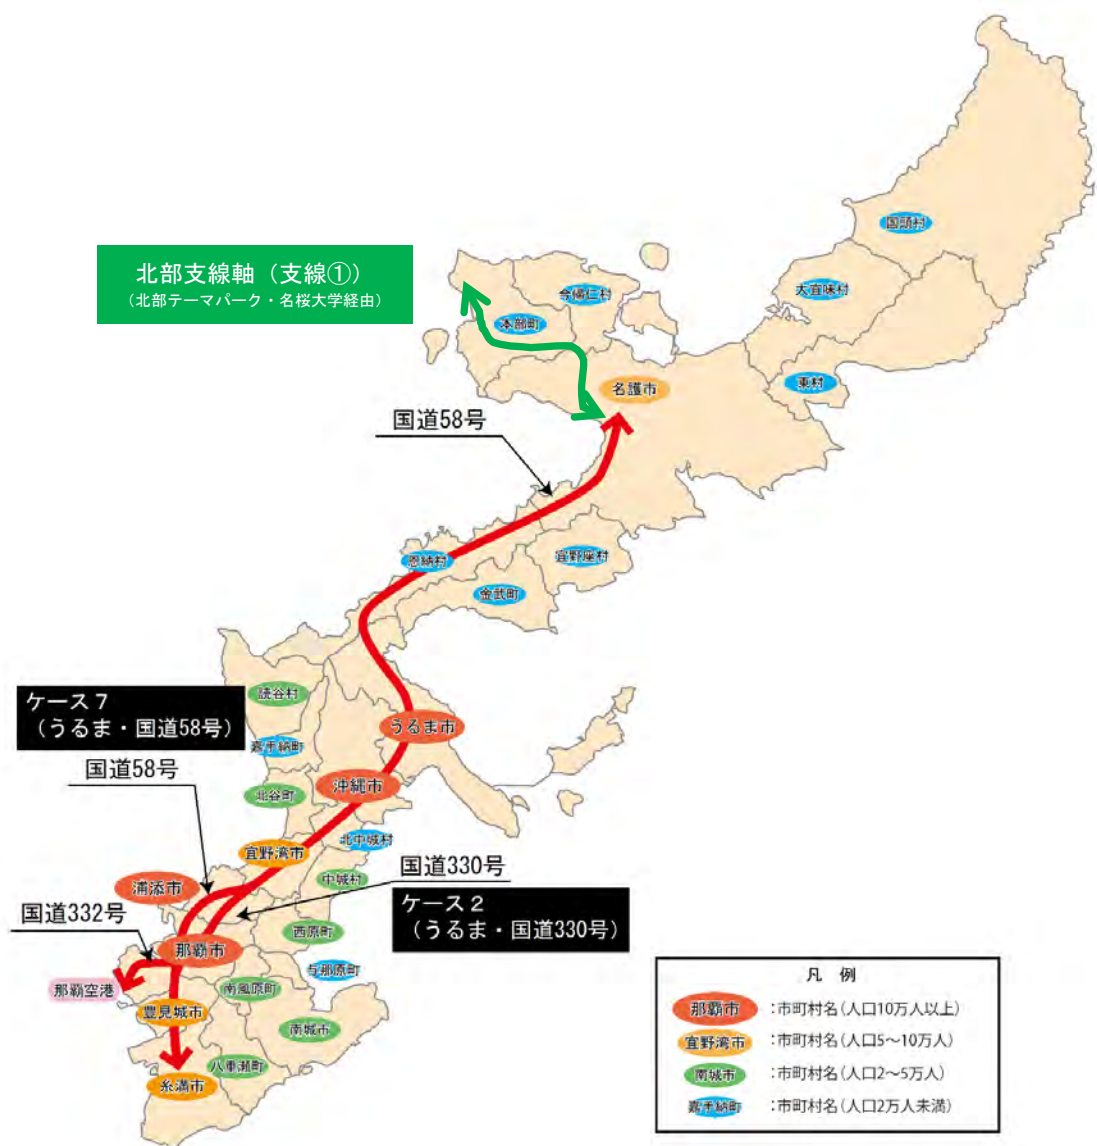 国頭村
北部支線軸（支線①）
（北部テーマパーク・名桜大学経由）
大宜味村
今帰仁村
本部町
東村
名護市
国道58号
宜野座村
恩納村
金武町
読谷村
ケース７
（うるま・国道58号）
うるま市
嘉手納町
国道58号
沖縄市
北谷町
北中城村
宜野湾市
国道330号
中城村
浦添市
ケース２
（うるま・国道330号）
国道332号
西原町
那覇市
与那原町
那覇空港
南風原町
豊見城市
南城市
八重瀬町
糸満市
凡 例
那覇市 ：市町村名（人口10万人以上）
宜野湾市 ：市町村名（人口5～10万人）
南城市 ：市町村名（人口2～5万人）
嘉手納町 ：市町村名（人口2万人未満）